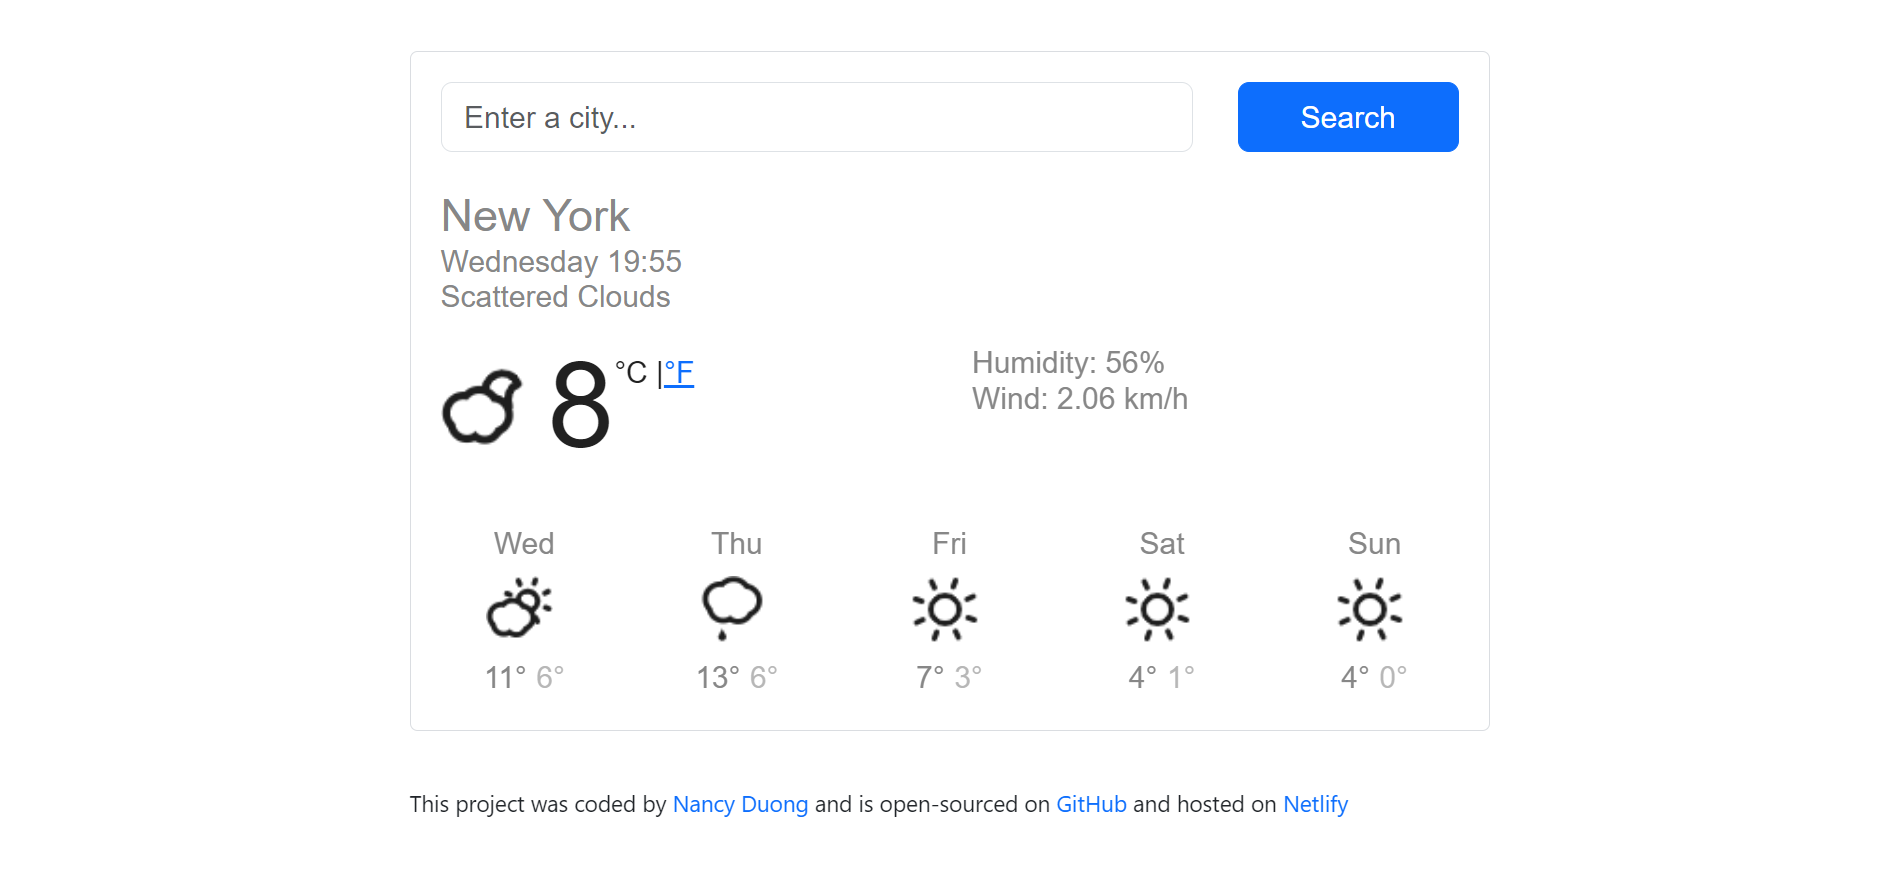 Enter a city...
Search
New York
Wednesday 19:55
Scattered Clouds
8 °C |°F
Humidity: 56%
Wind: 2.06 km/h
Wed Thu Fri Sat Sun
11° 6° 13° 6° 7° 3° 4° 1° 4° 0°
This project was coded by Nancy Duong and is open-sourced on GitHub and hosted on Netlify